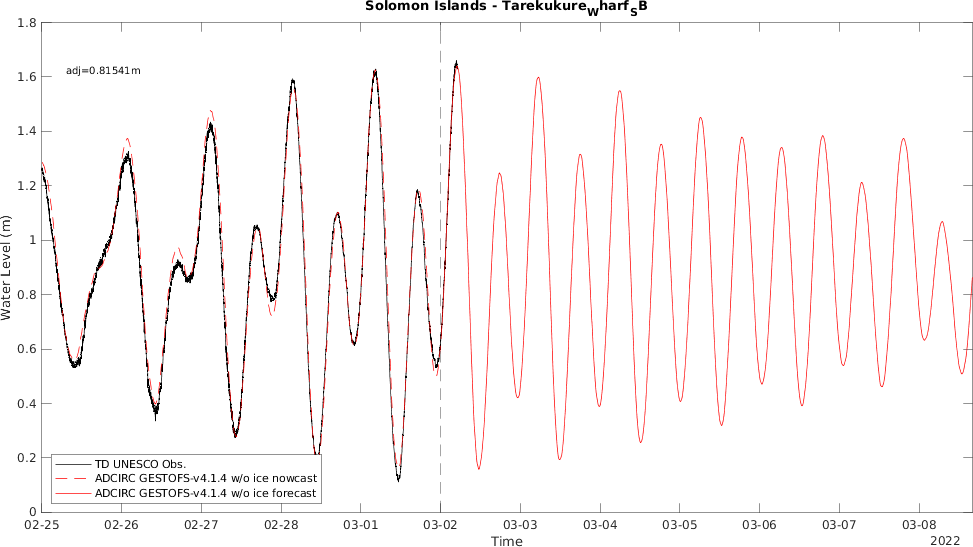 Solomon Islands - TarekukureWharfSB
1.8
adj=0.81541m
1.6
1.4
1.2
1
0.8
0.6
0.4
0.2
0
Water Level (m)
TD UNESCO Obs.
ADCIRC GESTOFS-v4.1.4 w/o ice nowcast
ADCIRC GESTOFS-v4.1.4 w/o ice forecast
02-25 02-26 02-27 02-28 03-01 03-02 03-03 03-04 03-05 03-06 03-07 03-08
Time
2022